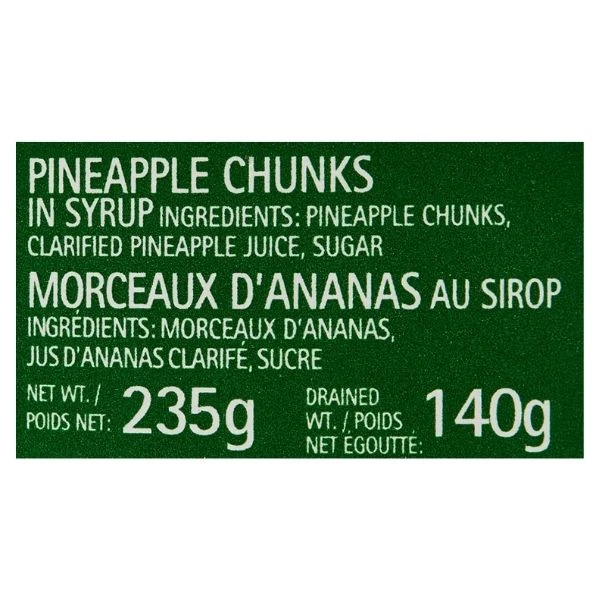 PINEAPPLE CHUNKS
IN SYRUP INGREDIENTS: PINEAPPLE CHUNKS,
CLARIFIED PINEAPPLE JUICE, SUGAR
MORCEAUX D'ANANAS AU SIROP
INGRÉDIENTS: MORCEAUX D'ANANAS,
JUS D'ANANAS CLARIFÉ, SUCRE
NET WT. /
POIDS NET: 235g
DRAINED
WT. / POIDS
NET ÉGOUTTÉ: 140g